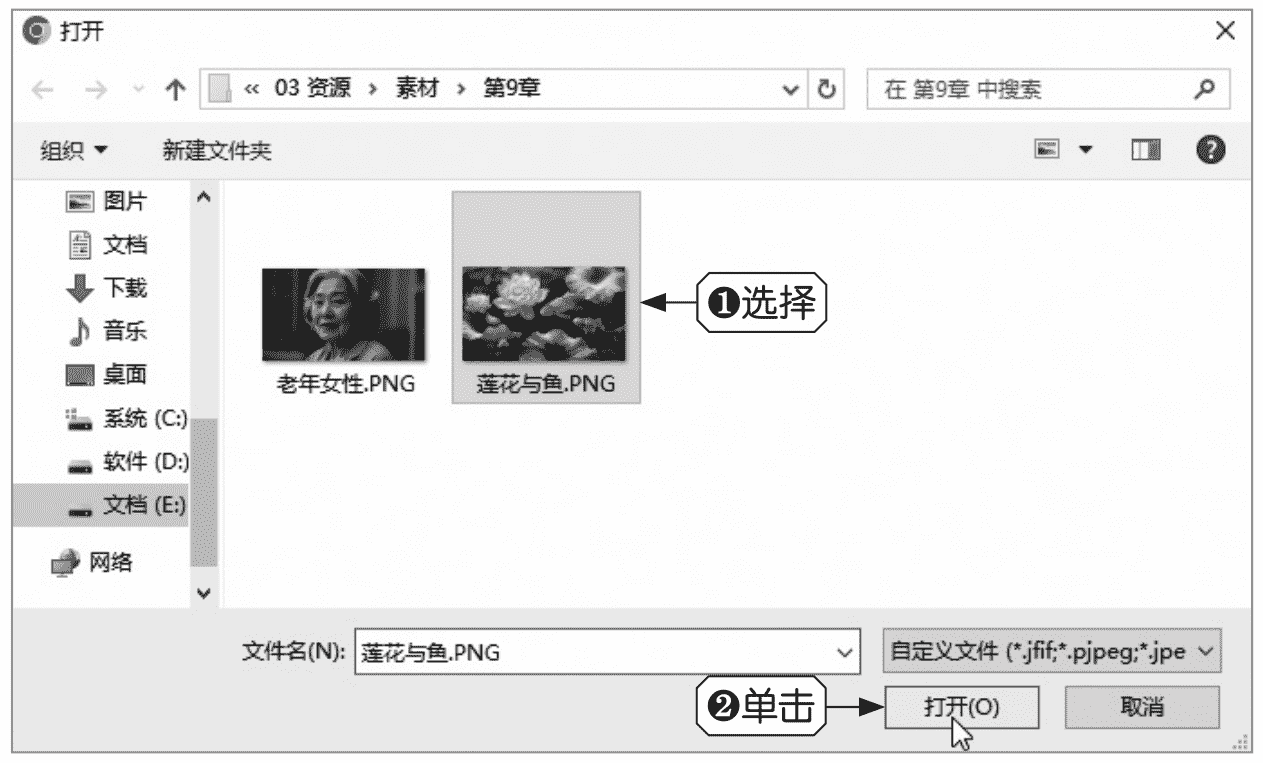 打开
« 03 资源 › 素材 › 第9章
在 第9章 中搜索
组织
新建文件夹
图片
文档
下载
音乐
桌面
系统 (C:)
软件 (D:)
文档 (E:)
网络
老年女性.PNG
莲花与鱼.PNG
❶选择
文件名(N):
莲花与鱼.PNG
自定义文件 (*.jfif;*.pjpeg;*.jpe
❷单击
打开(O)
取消